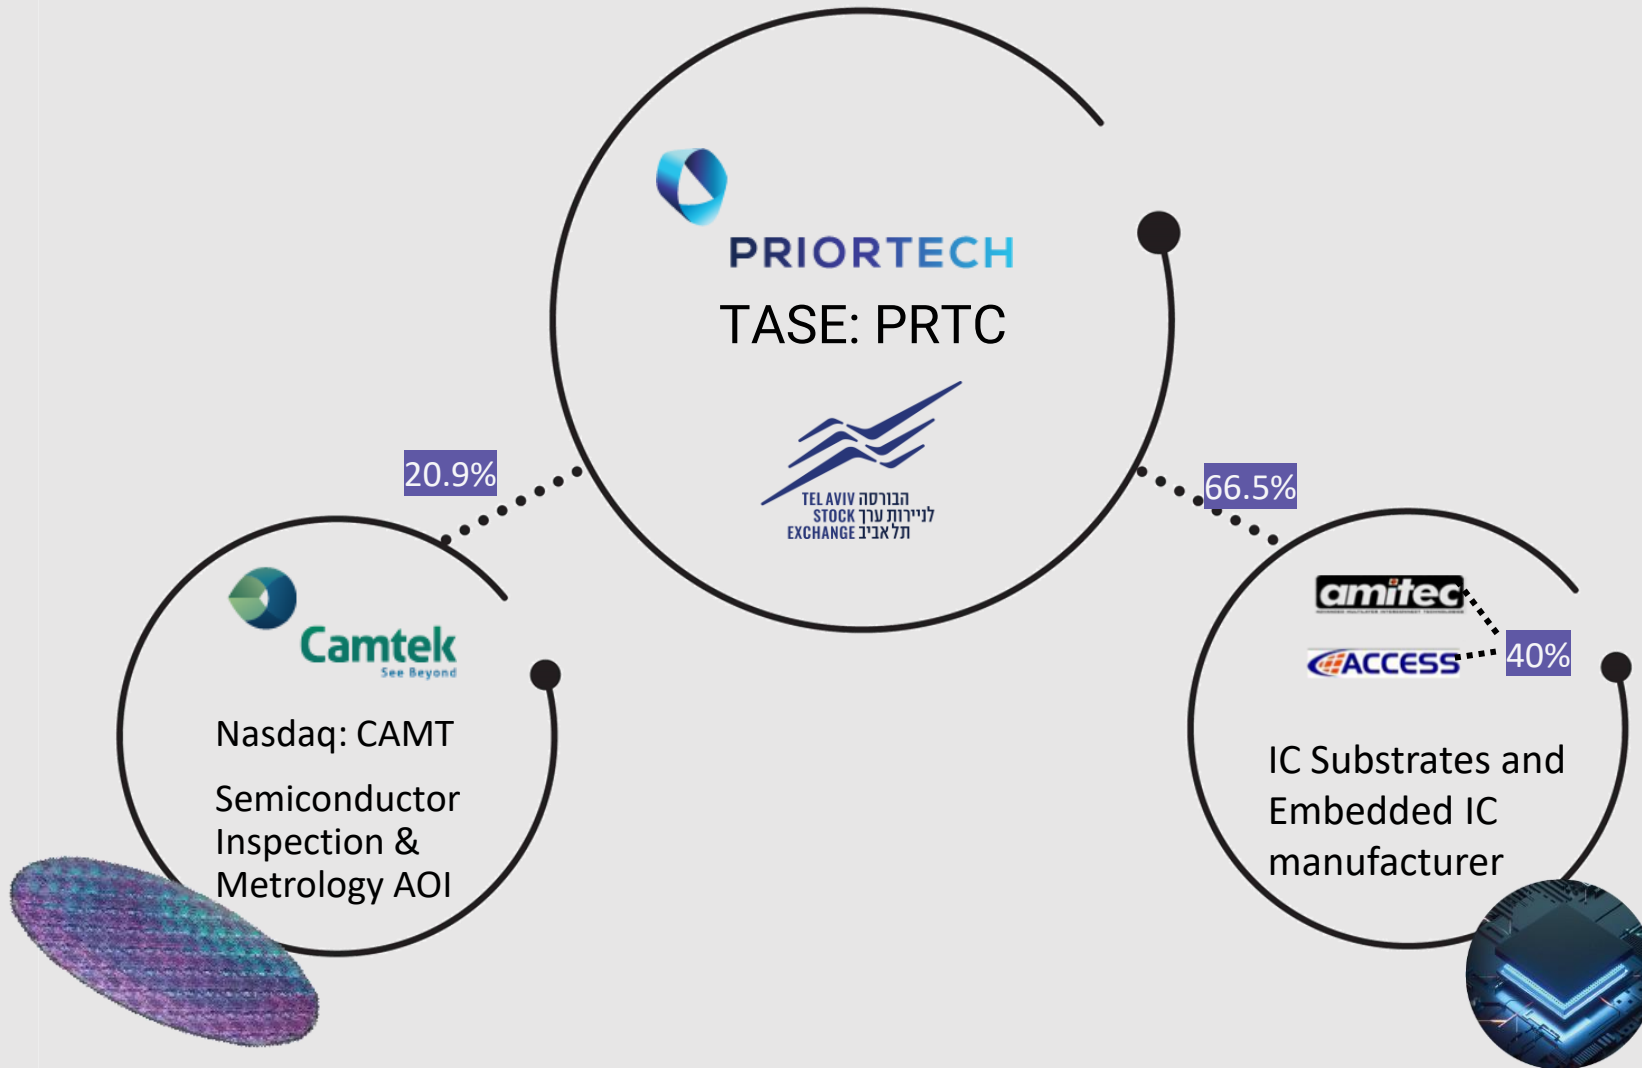 PRIORTECH
TASE: PRTC
TEL AVIV הבורסה
STOCK לניירות ערך
EXCHANGE תל אביב
20.9%
66.5%
Camtek
See Beyond
Nasdaq: CAMT
Semiconductor
Inspection &
Metrology AOI
amitec
ACCESS
40%
IC Substrates and
Embedded IC
manufacturer